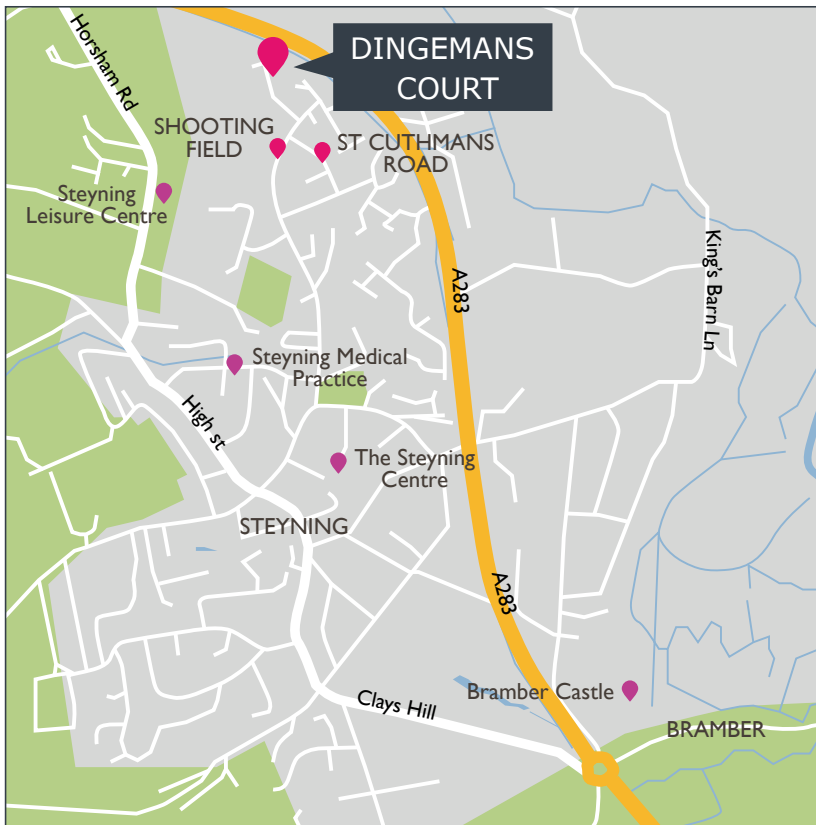 Horsham Rd
DINGEMANS
COURT
SHOOTING
FIELD
ST CUTHMANS
ROAD
Steyning
Leisure Centre
A283
King's Barn Ln
Steyning Medical
Practice
High st
The Steyning
Centre
STEYNING
A283
Bramber Castle
Clays Hill
BRAMBER